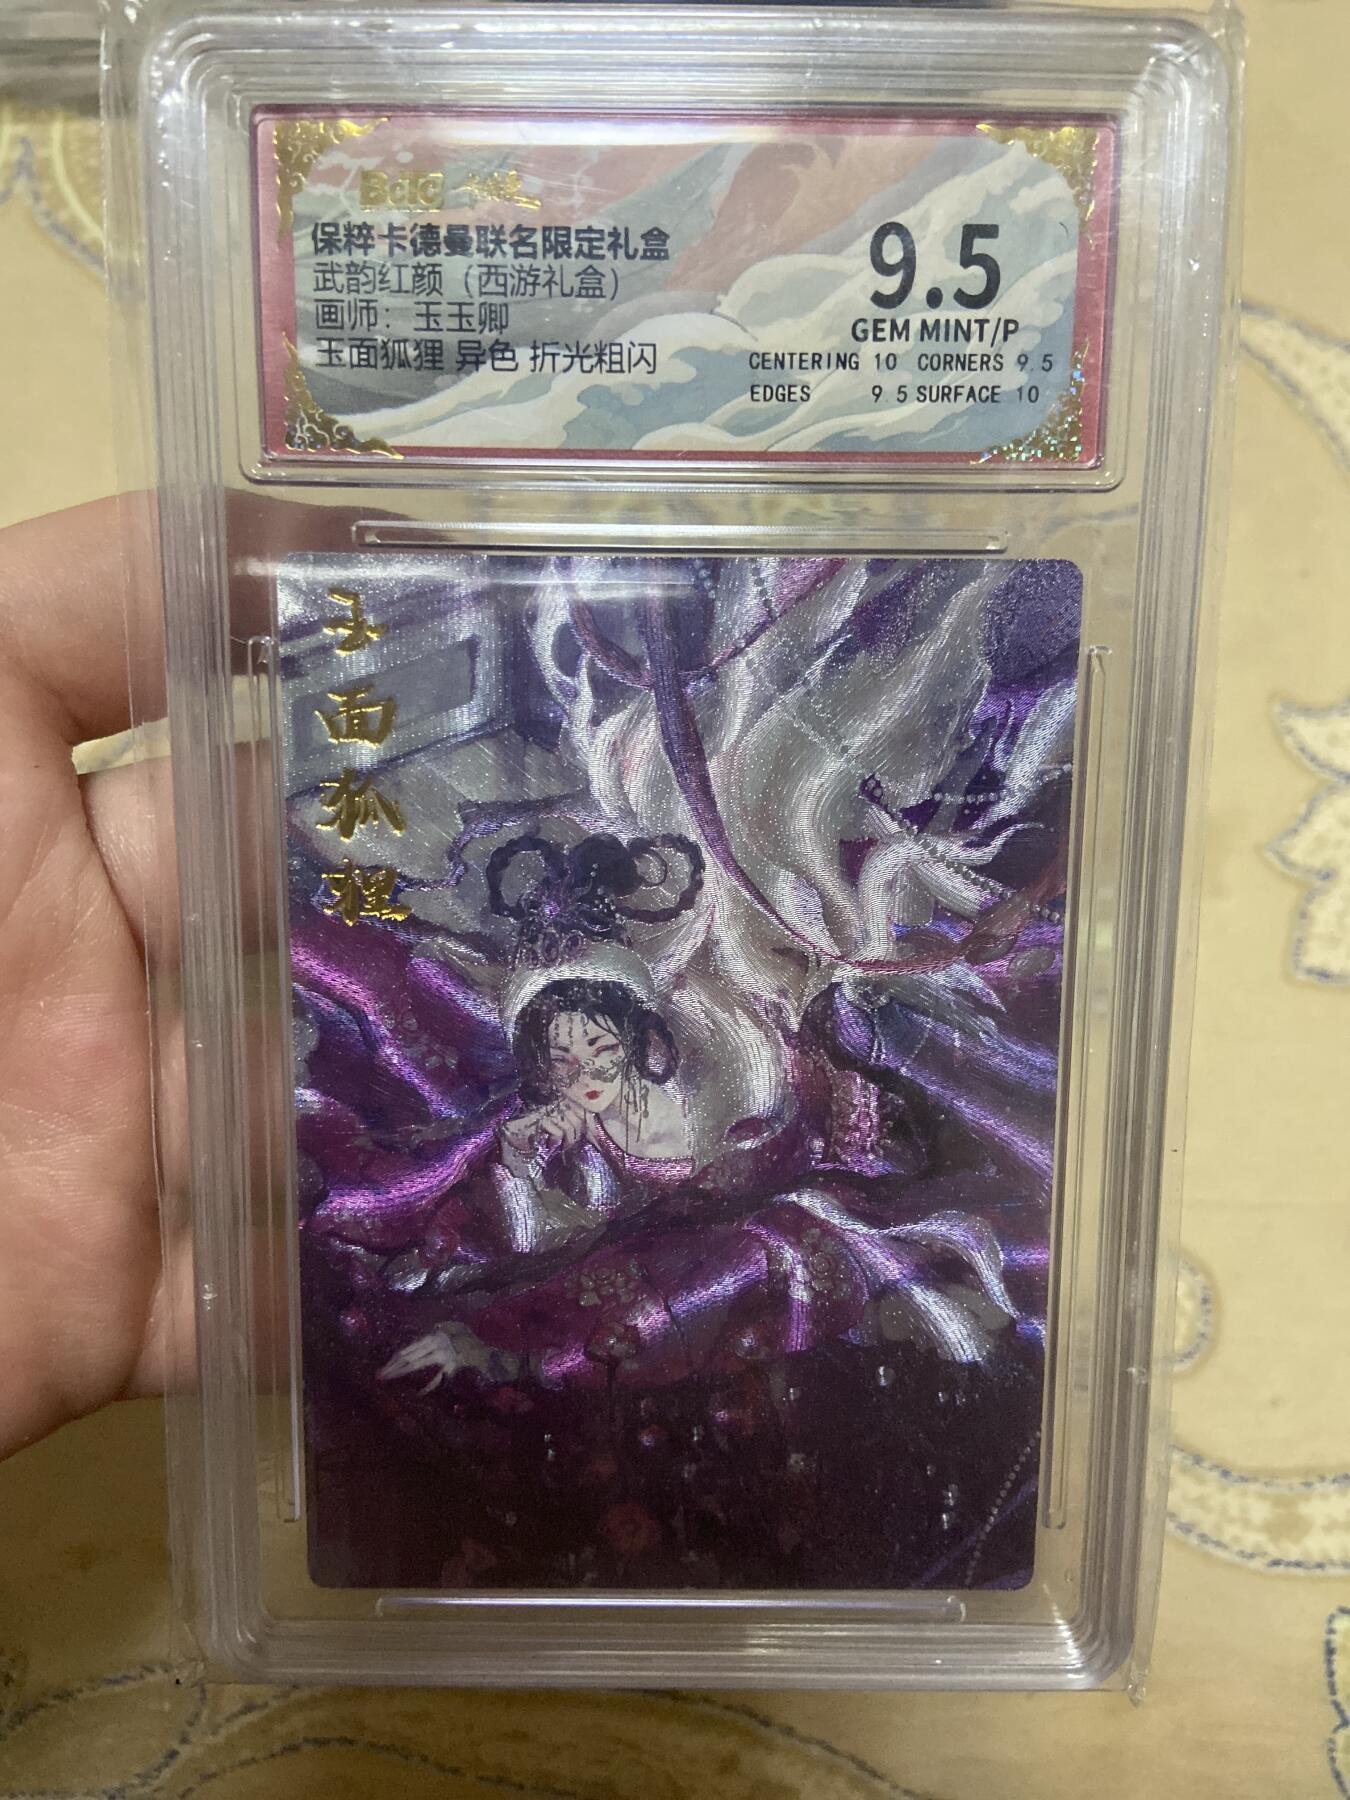 保粹卡德曼联名限定礼盒
武韵红颜（西游礼盒）
画师：玉玉卿
玉面狐狸 异色 折光粗闪
9.5
GEM MINT/P
CENTERING 10 CORNERS 9.5
EDGES 9.5 SURFACE 10
玉面狐狸